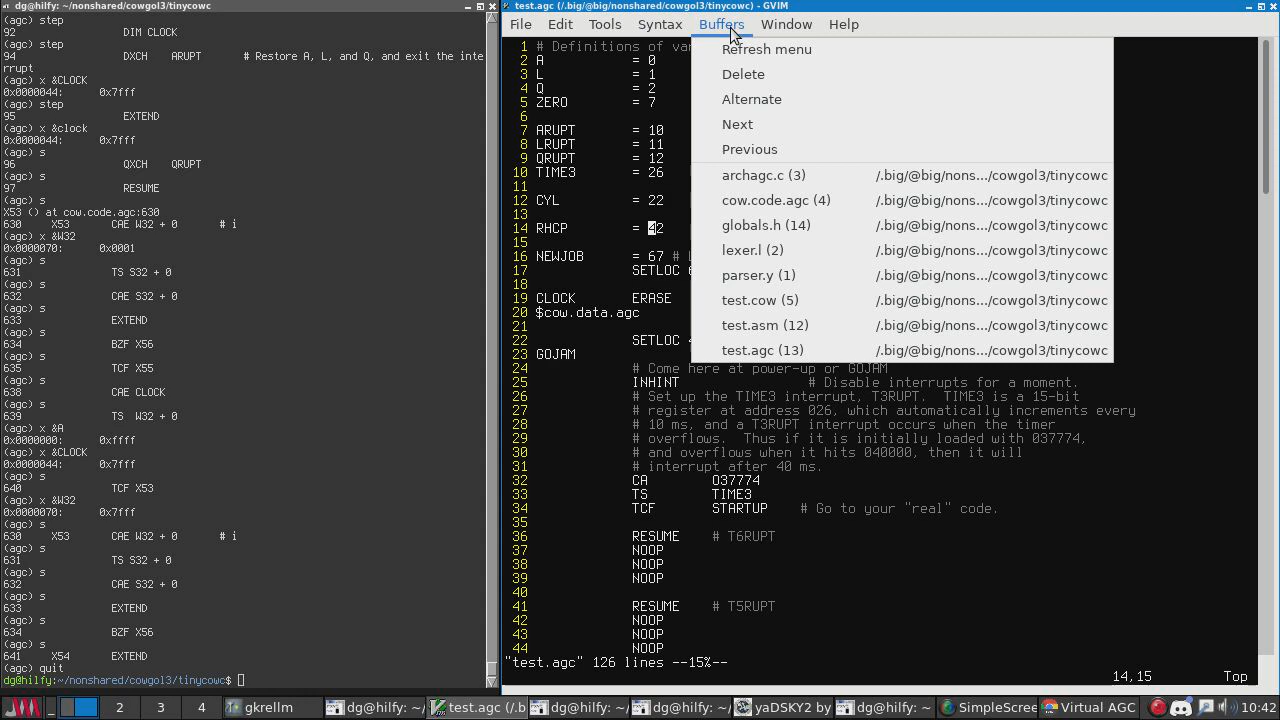 dg@hilfy: ~/nonshared/cowgol3/tinycowc
(agc) step
92 DIM CLOCK
(agc) step
94 DXCH ARUPT # Restore A, L, and Q, and exit the inte
rrupt
(agc) x &CLOCK
0x0000044: 0x7fff
(agc) step
95 EXTEND
(agc) x &clock
0x0000044: 0x7fff
(agc) s
96 QXCH QRUPT
(agc) s
97 RESUME
(agc) s
X53 () at cow.code.agc:630
630 X53 CAE W32 + 0 # i
(agc) x &W32
0x0000070: 0x0001
(agc) s
631 TS S32 + 0
(agc) s
632 CAE S32 + 0
(agc) s
633 EXTEND
(agc) s
634 BZF X56
(agc) s
635 TCF X55
(agc) s
638 CAE CLOCK
(agc) s
639 TS W32 + 0
(agc) x &A
0x0000000: 0xffff
(agc) x &CLOCK
0x0000044: 0x7fff
(agc) s
640 TCF X53
(agc) x &W32
0x0000070: 0x7fff
(agc) s
630 X53 CAE W32 + 0 # i
(agc) s
631 TS S32 + 0
(agc) s
632 CAE S32 + 0
(agc) s
633 EXTEND
(agc) s
634 BZF X56
(agc) s
641 X54 EXTEND
(agc) quit
dg@hilfy:~/nonshared/cowgol3/tinycowc$
test.agc (/.big/@big/nonshared/cowgol3/tinycowc) - GVIM
File Edit Tools Syntax Buffers Window Help
Refresh menu
Delete
Alternate
Next
Previous
archagc.c (3) /.big/@big/nons.../cowgol3/tinycowc
cow.code.agc (4) /.big/@big/nons.../cowgol3/tinycowc
globals.h (14) /.big/@big/nons.../cowgol3/tinycowc
lexer.l (2) /.big/@big/nons.../cowgol3/tinycowc
parser.y (1) /.big/@big/nons.../cowgol3/tinycowc
test.cow (5) /.big/@big/nons.../cowgol3/tinycowc
test.asm (12) /.big/@big/nons.../cowgol3/tinycowc
test.agc (13) /.big/@big/nons.../cowgol3/tinycowc
1 # Definitions of va
2 A = 0
3 L = 1
4 Q = 2
5 ZERO = 7
6
7 ARUPT = 10
8 LRUPT = 11
9 QRUPT = 12
10 TIME3 = 26
11
12 CYL = 22
13
14 RHCP = 42
15
16 NEWJOB = 67 #
17 SETLOC
18
19 CLOCK ERASE
20 $cow.data.agc
21
22 SETLOC
23 GOJAM
24 # Come here at power-up or GOJAM
25 INHINT # Disable interrupts for a moment.
26 # Set up the TIME3 interrupt, T3RUPT. TIME3 is a 15-bit
27 # register at address 026, which automatically increments every
28 # 10 ms, and a T3RUPT interrupt occurs when the timer
29 # overflows. Thus if it is initially loaded with 037774,
30 # and overflows when it hits 040000, then it will
31 # interrupt after 40 ms.
32 CA O37774
33 TS TIME3
34 TCF STARTUP # Go to your "real" code.
35
36 RESUME # T6RUPT
37 NOOP
38 NOOP
39 NOOP
40
41 RESUME # T5RUPT
42 NOOP
43 NOOP
44 NOOP
"test.agc" 126 lines --15%--
14,15 Top
2 3 4 gkrellm dg@hilfy: ~/ test.agc (/.b dg@hilfy: ~/ dg@hilfy: ~/ yaDSKY2 b dg@hilfy: ~ SimpleScree Virtual AGC 10:42